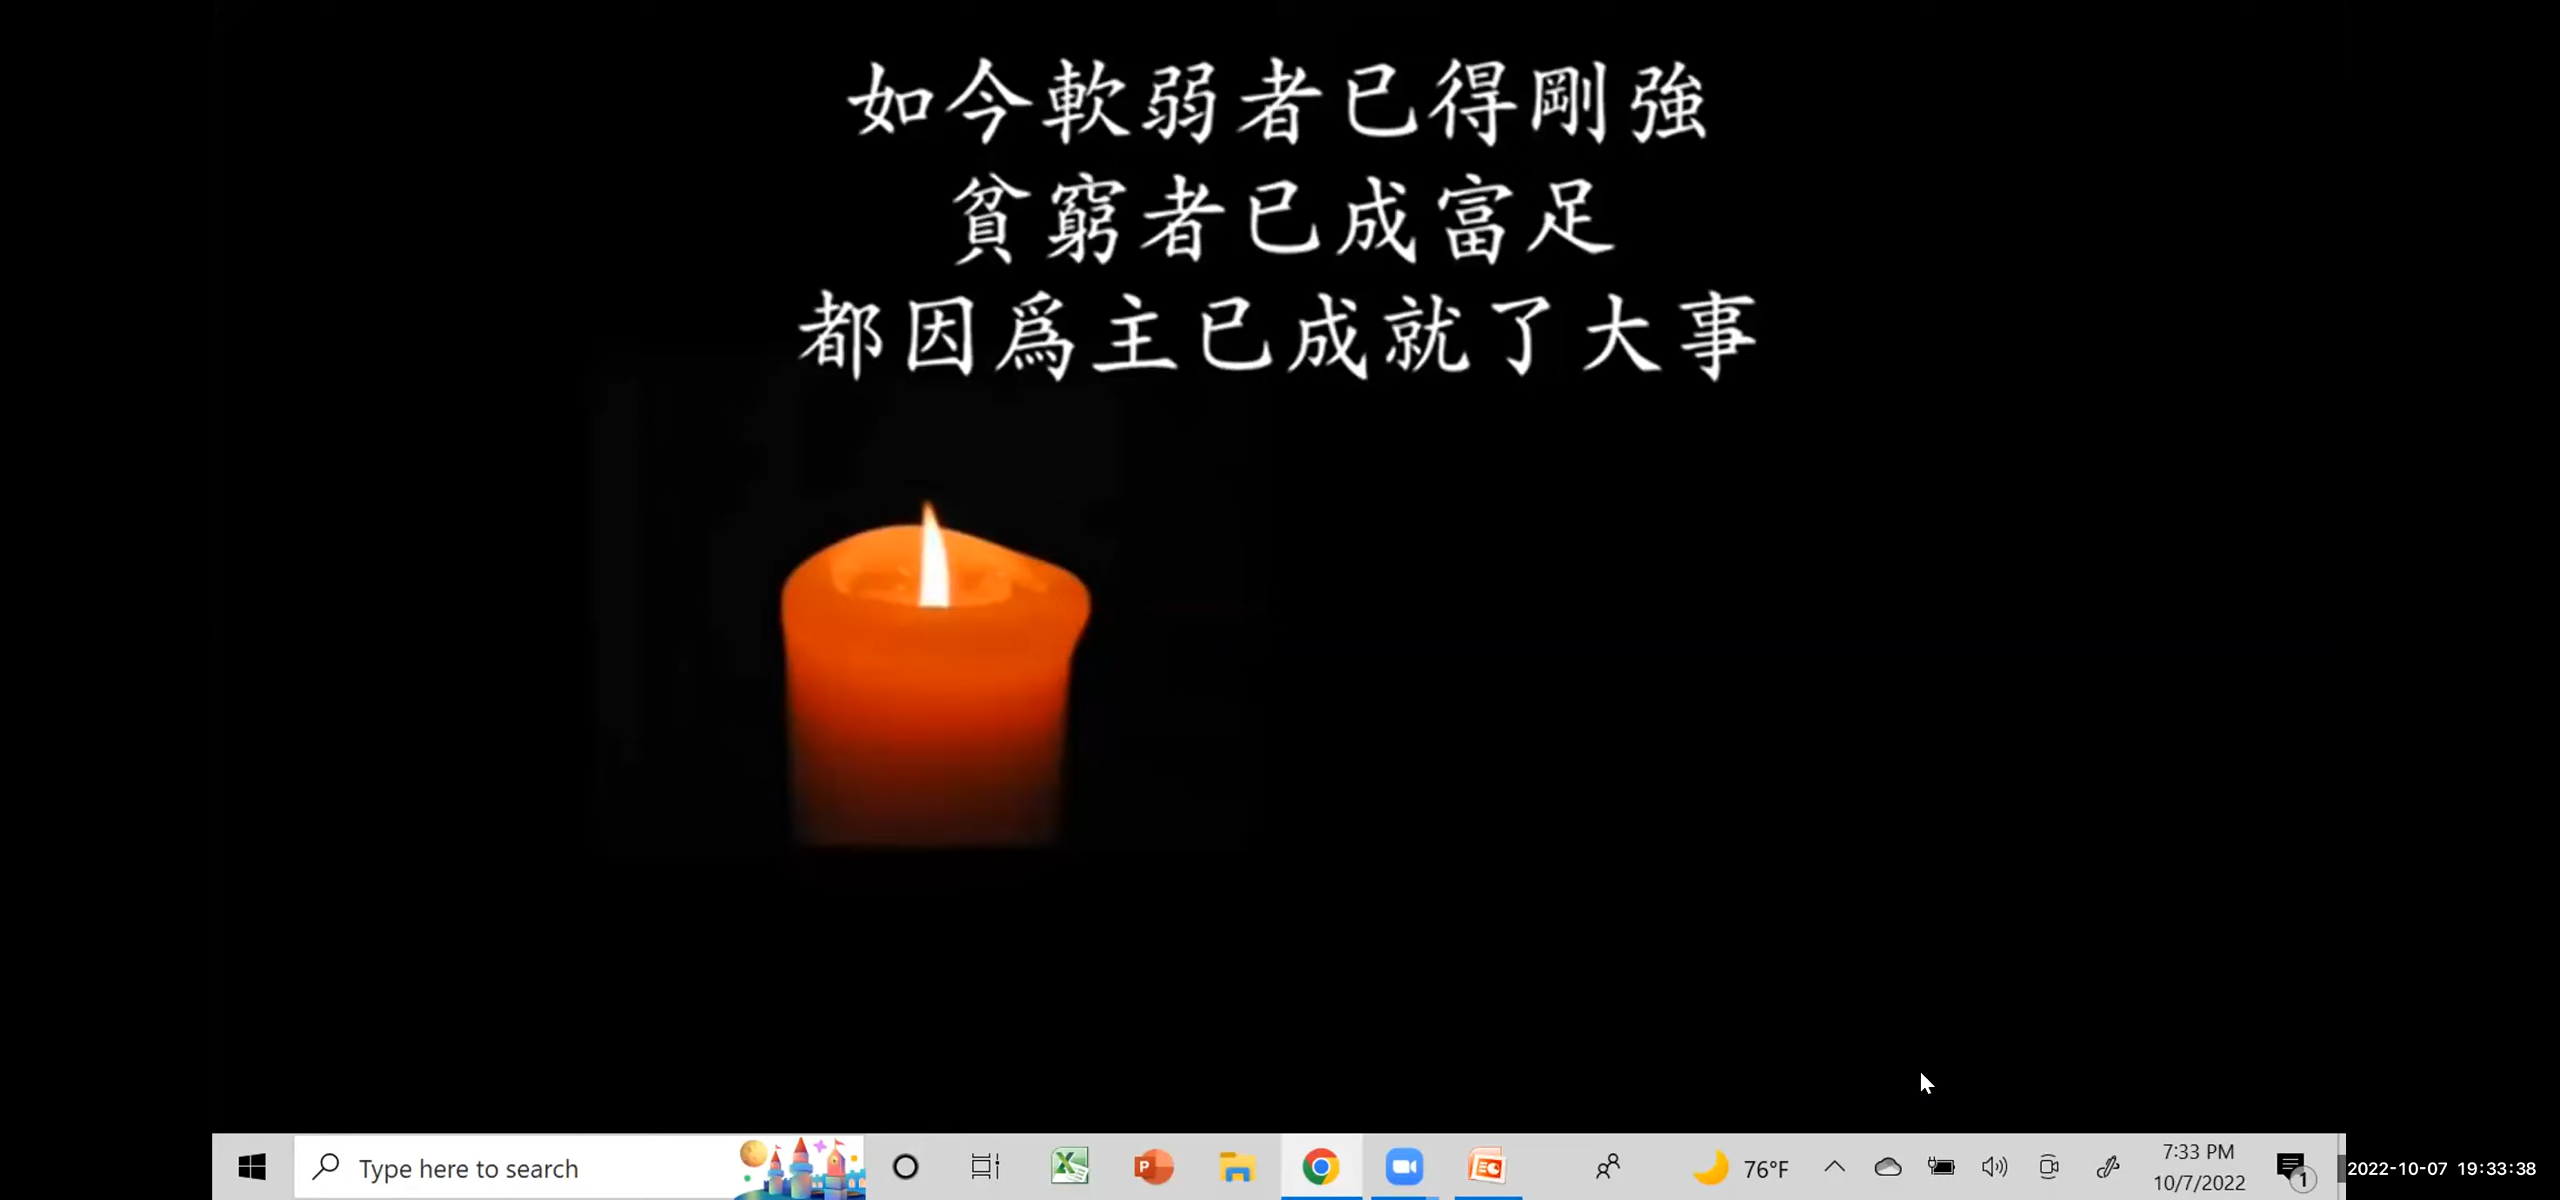 如今軟弱者已得剛強
貧窮者已成富足
都因爲主已成就了大事
Type here to search
76°F
7:33 PM
10/7/2022
1
2022-10-07 19:33:38